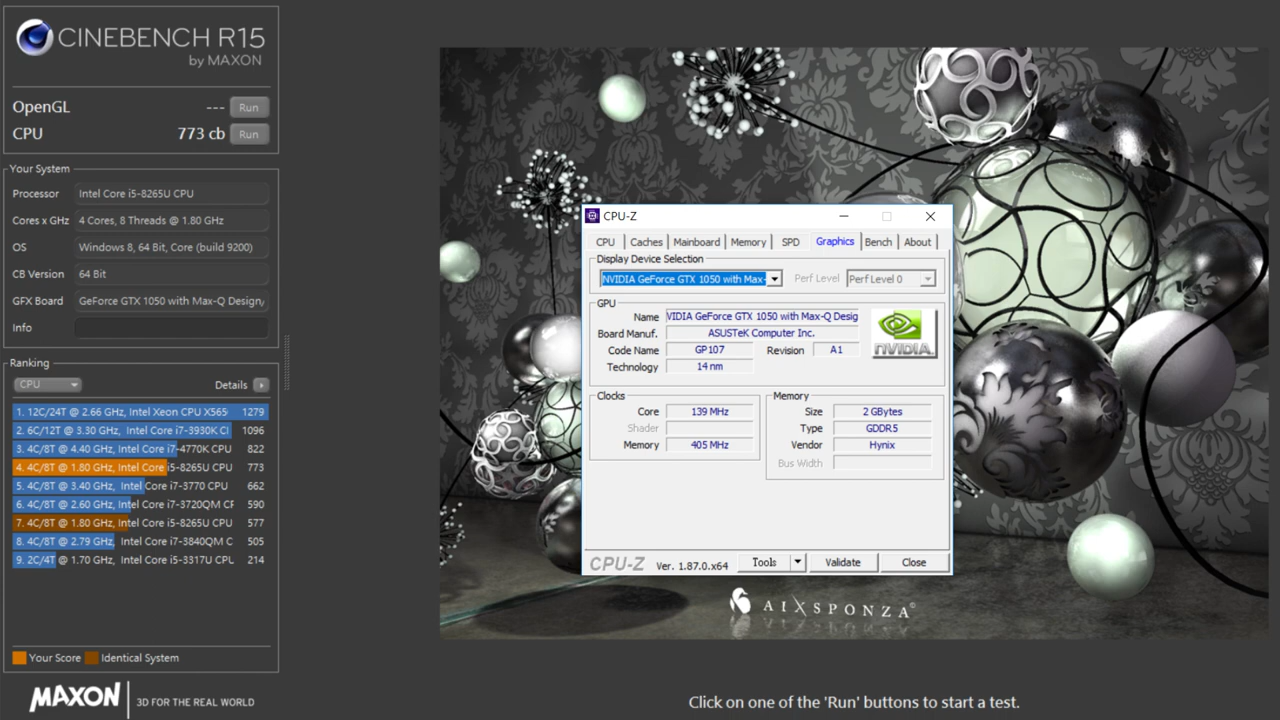 CINEBENCH R15
by MAXON
OpenGL --- Run
CPU 773 cb Run
Your System
Processor Intel Core i5-8265U CPU
Cores x GHz 4 Cores, 8 Threads @ 1.80 GHz
OS Windows 8, 64 Bit, Core (build 9200)
CB Version 64 Bit
GFX Board GeForce GTX 1050 with Max-Q Design/
Info
Ranking
CPU Details
1. 12C/24T @ 2.66 GHz, Intel Xeon CPU X565 1279
2. 6C/12T @ 3.30 GHz, Intel Core i7-3930K CI 1096
3. 4C/8T @ 4.40 GHz, Intel Core i7-4770K CPU 822
4. 4C/8T @ 1.80 GHz, Intel Core i5-8265U CPU 773
5. 4C/8T @ 3.40 GHz, Intel Core i7-3770 CPU 662
6. 4C/8T @ 2.60 GHz, Intel Core i7-3720QM CF 590
7. 4C/8T @ 1.80 GHz, Intel Core i5-8265U CPU 577
8. 4C/8T @ 2.79 GHz, Intel Core i7-3840QM C 505
9. 2C/4T @ 1.70 GHz, Intel Core i5-3317U CPU 214
Your Score Identical System
MAXON 3D FOR THE REAL WORLD
CPU-Z
CPU Caches Mainboard Memory SPD Graphics Bench About
Display Device Selection
NVIDIA GeForce GTX 1050 with Max- Perf Level Perf Level 0
GPU
Name VIDIA GeForce GTX 1050 with Max-Q Desig
Board Manuf. ASUSTeK Computer Inc.
Code Name GP107 Revision A1
Technology 14 nm
NVIDIA.
Clocks
Core 139 MHz
Shader
Memory 405 MHz
Memory
Size 2 GBytes
Type GDDR5
Vendor Hynix
Bus Width
CPU-Z Ver. 1.87.0.x64 Tools Validate Close
AIXSPONZA©
Click on one of the 'Run' buttons to start a test.